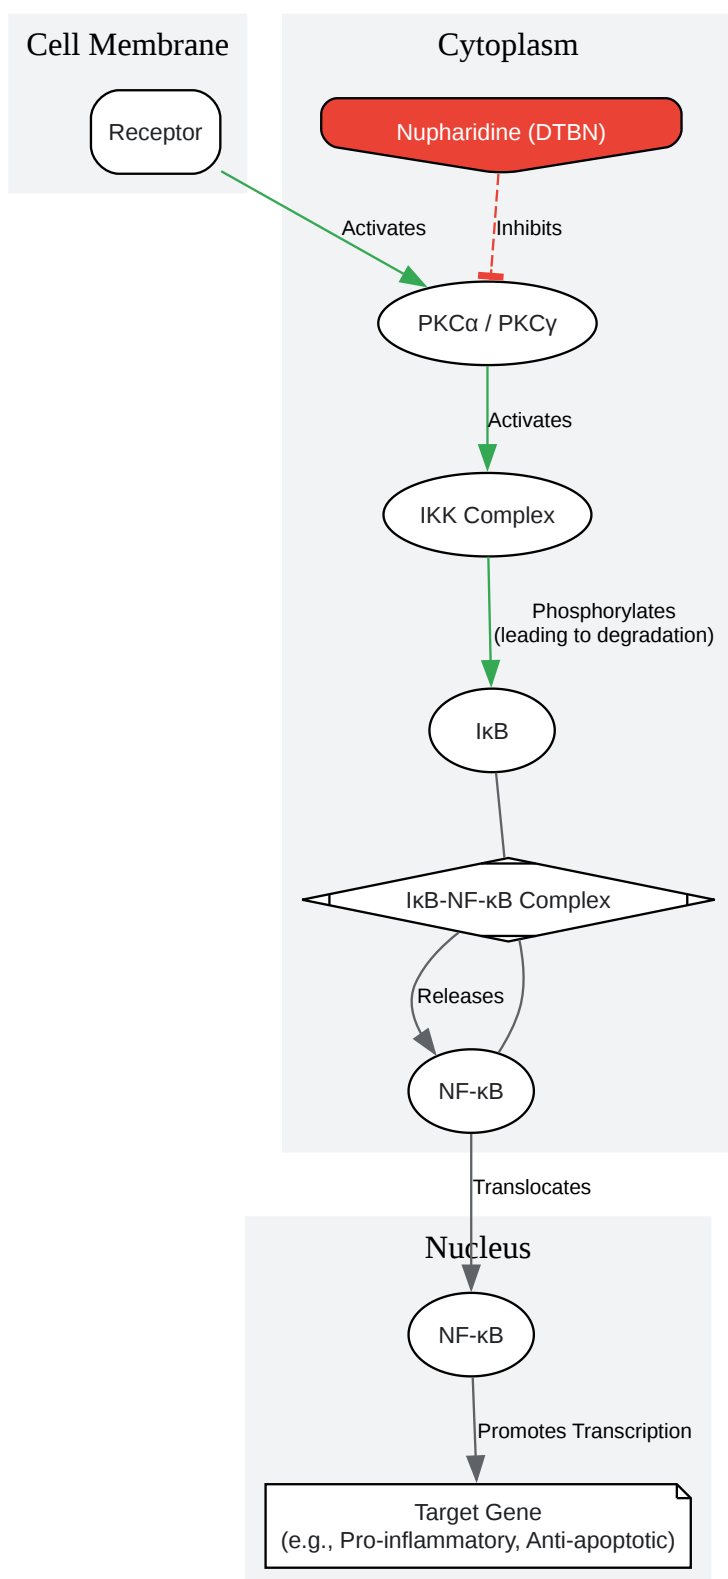 Cell Membrane
Cytoplasm
Receptor
Nupharidine (DTBN)
Activates
Inhibits
PKCα / PKCγ
Activates
IKK Complex
Phosphorylates
(leading to degradation)
IκB
IκB-NF-κB Complex
Releases
NF-κB
Translocates
Nucleus
NF-κB
Promotes Transcription
Target Gene
(e.g., Pro-inflammatory, Anti-apoptotic)